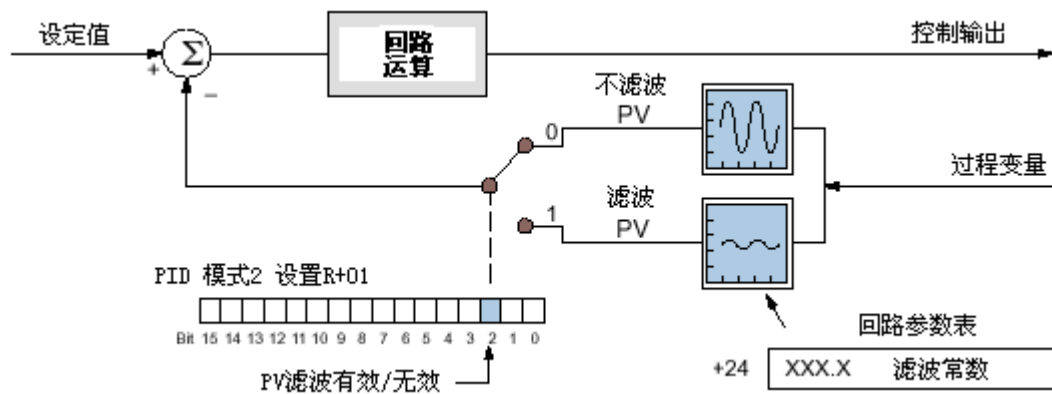 设定值
+
Σ
−
回路
运算
控制输出
不滤波
PV
0
过程变量
滤波
PV
1
PID 模式2 设置R+01
Bit 15 14 13 12 11 10 9 8 7 6 5 4 3 2 1 0
PV滤波有效/无效
回路参数表
+24 XXX.X 滤波常数